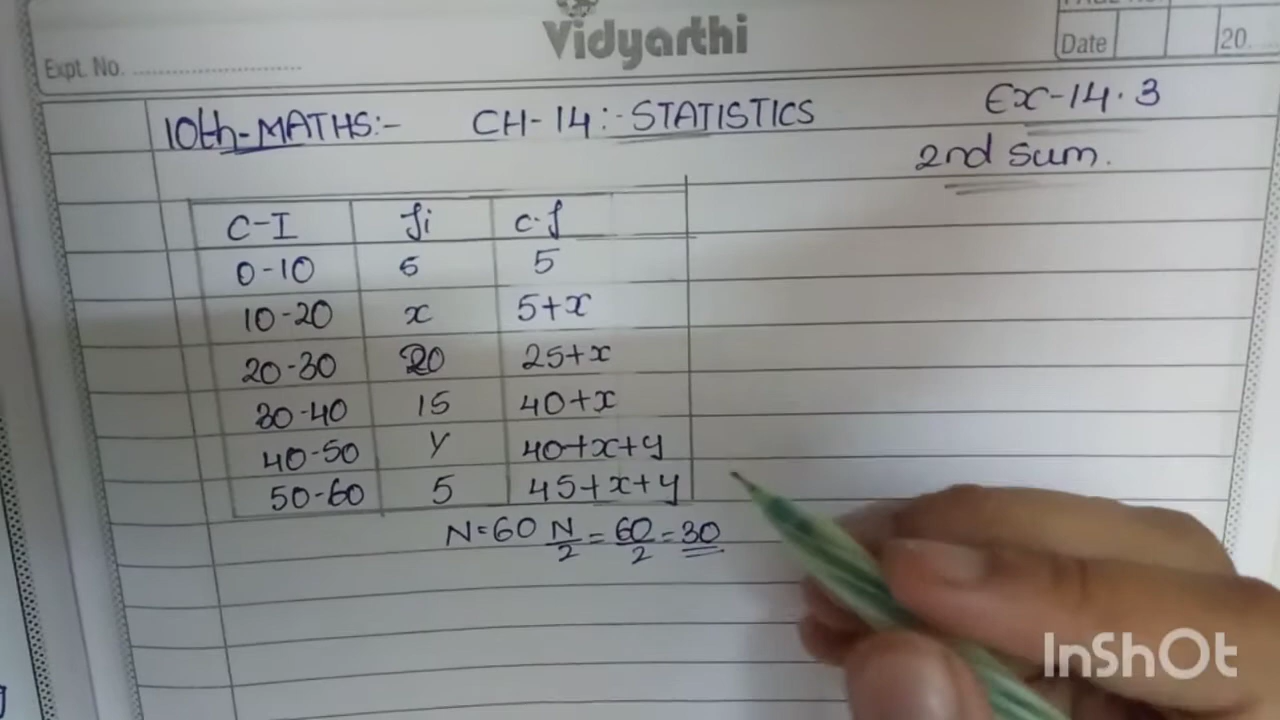 Vidyarthi
Expt. No.
Date 20.
10th-MATHS:- CH-14:- STATISTICS EX-14.3
2nd Sum.
C-I fi c.f
0-10 5 5
10-20 x 5+x
20-30 20 25+x
30-40 15 40+x
40-50 y 40+x+y
50-60 5 45+x+y
N=60 N/2 = 60/2 = 30
InShOt